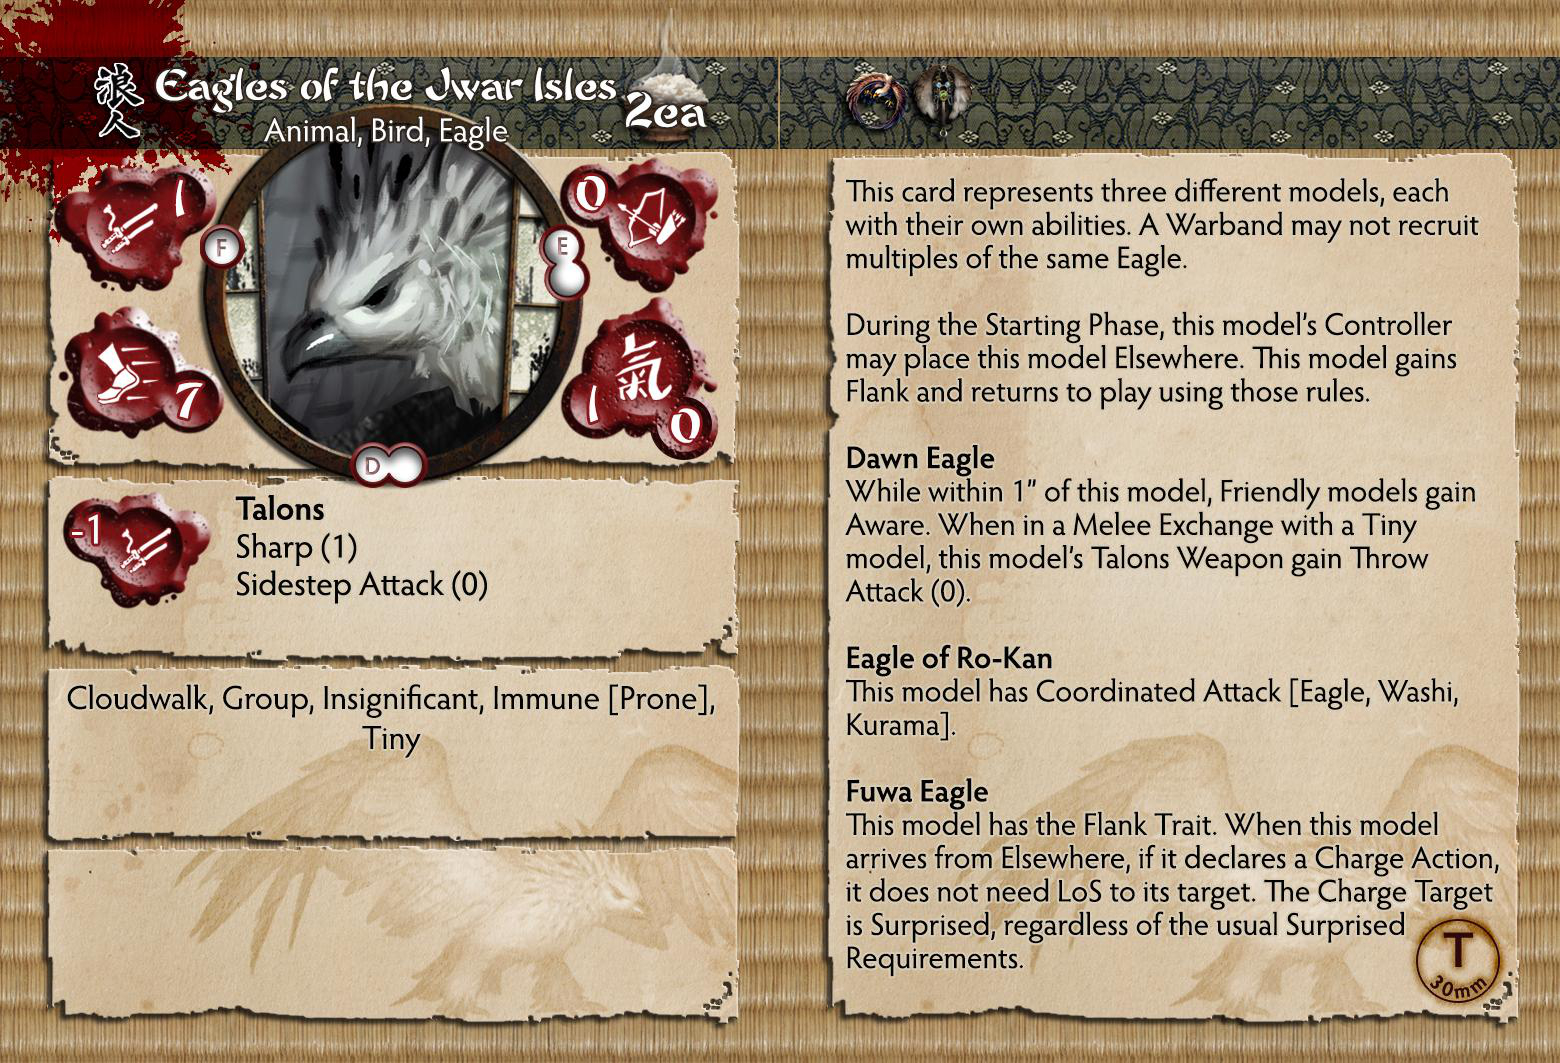 浪人
Eagles of the Jwar Isles
2ea
Animal, Bird, Eagle
1
0
F
E
7
氣
1
0
D
-1
Talons
Sharp (1)
Sidestep Attack (0)
Cloudwalk, Group, Insignificant, Immune [Prone],
Tiny
This card represents three different models, each
with their own abilities. A Warband may not recruit
multiples of the same Eagle.
During the Starting Phase, this model's Controller
may place this model Elsewhere. This model gains
Flank and returns to play using those rules.
Dawn Eagle
While within 1" of this model, Friendly models gain
Aware. When in a Melee Exchange with a Tiny
model, this model's Talons Weapon gain Throw
Attack (0).
Eagle of Ro-Kan
This model has Coordinated Attack [Eagle, Washi,
Kurama].
Fuwa Eagle
This model has the Flank Trait. When this model
arrives from Elsewhere, if it declares a Charge Action,
it does not need LoS to its target. The Charge Target
is Surprised, regardless of the usual Surprised
Requirements.
T
30mm